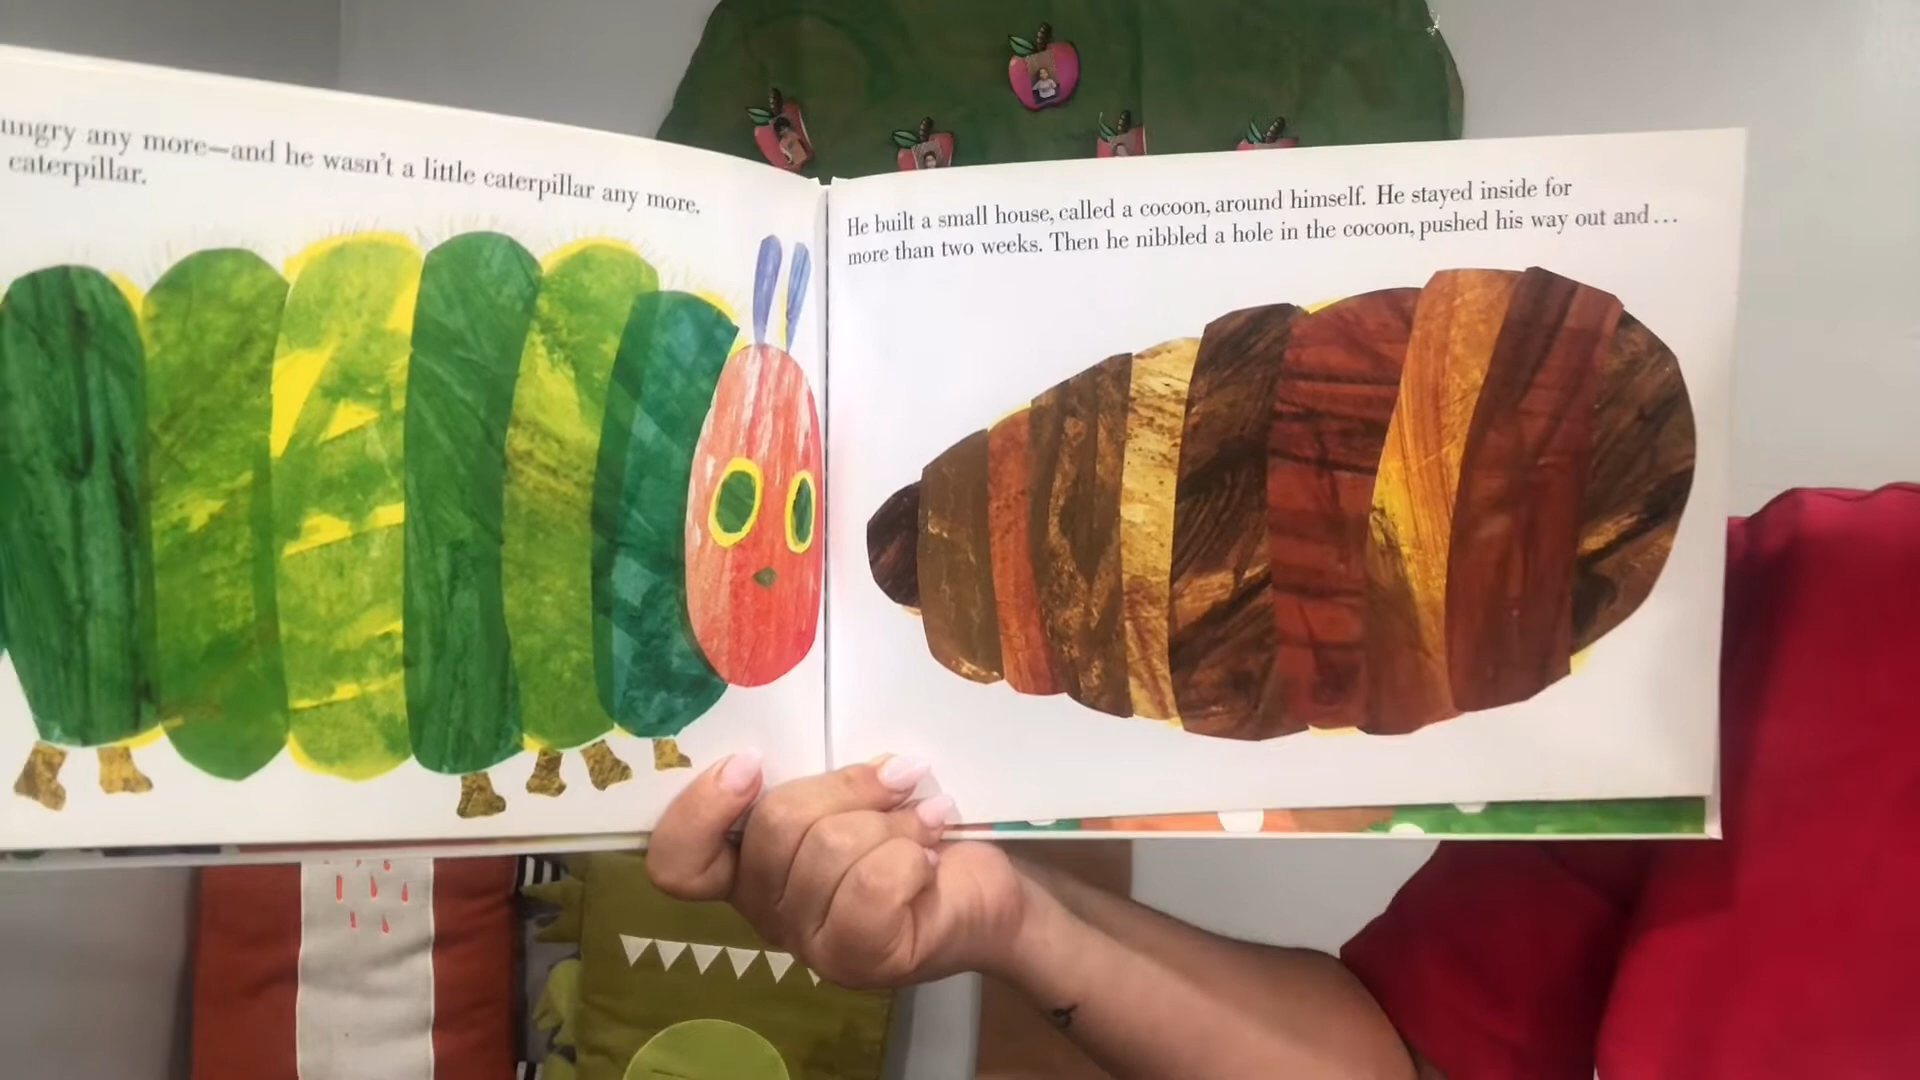 any more—and he wasn't a little caterpillar any more.
caterpillar.
He built a small house, called a cocoon, around himself. He stayed inside for
more than two weeks. Then he nibbled a hole in the cocoon, pushed his way out and...